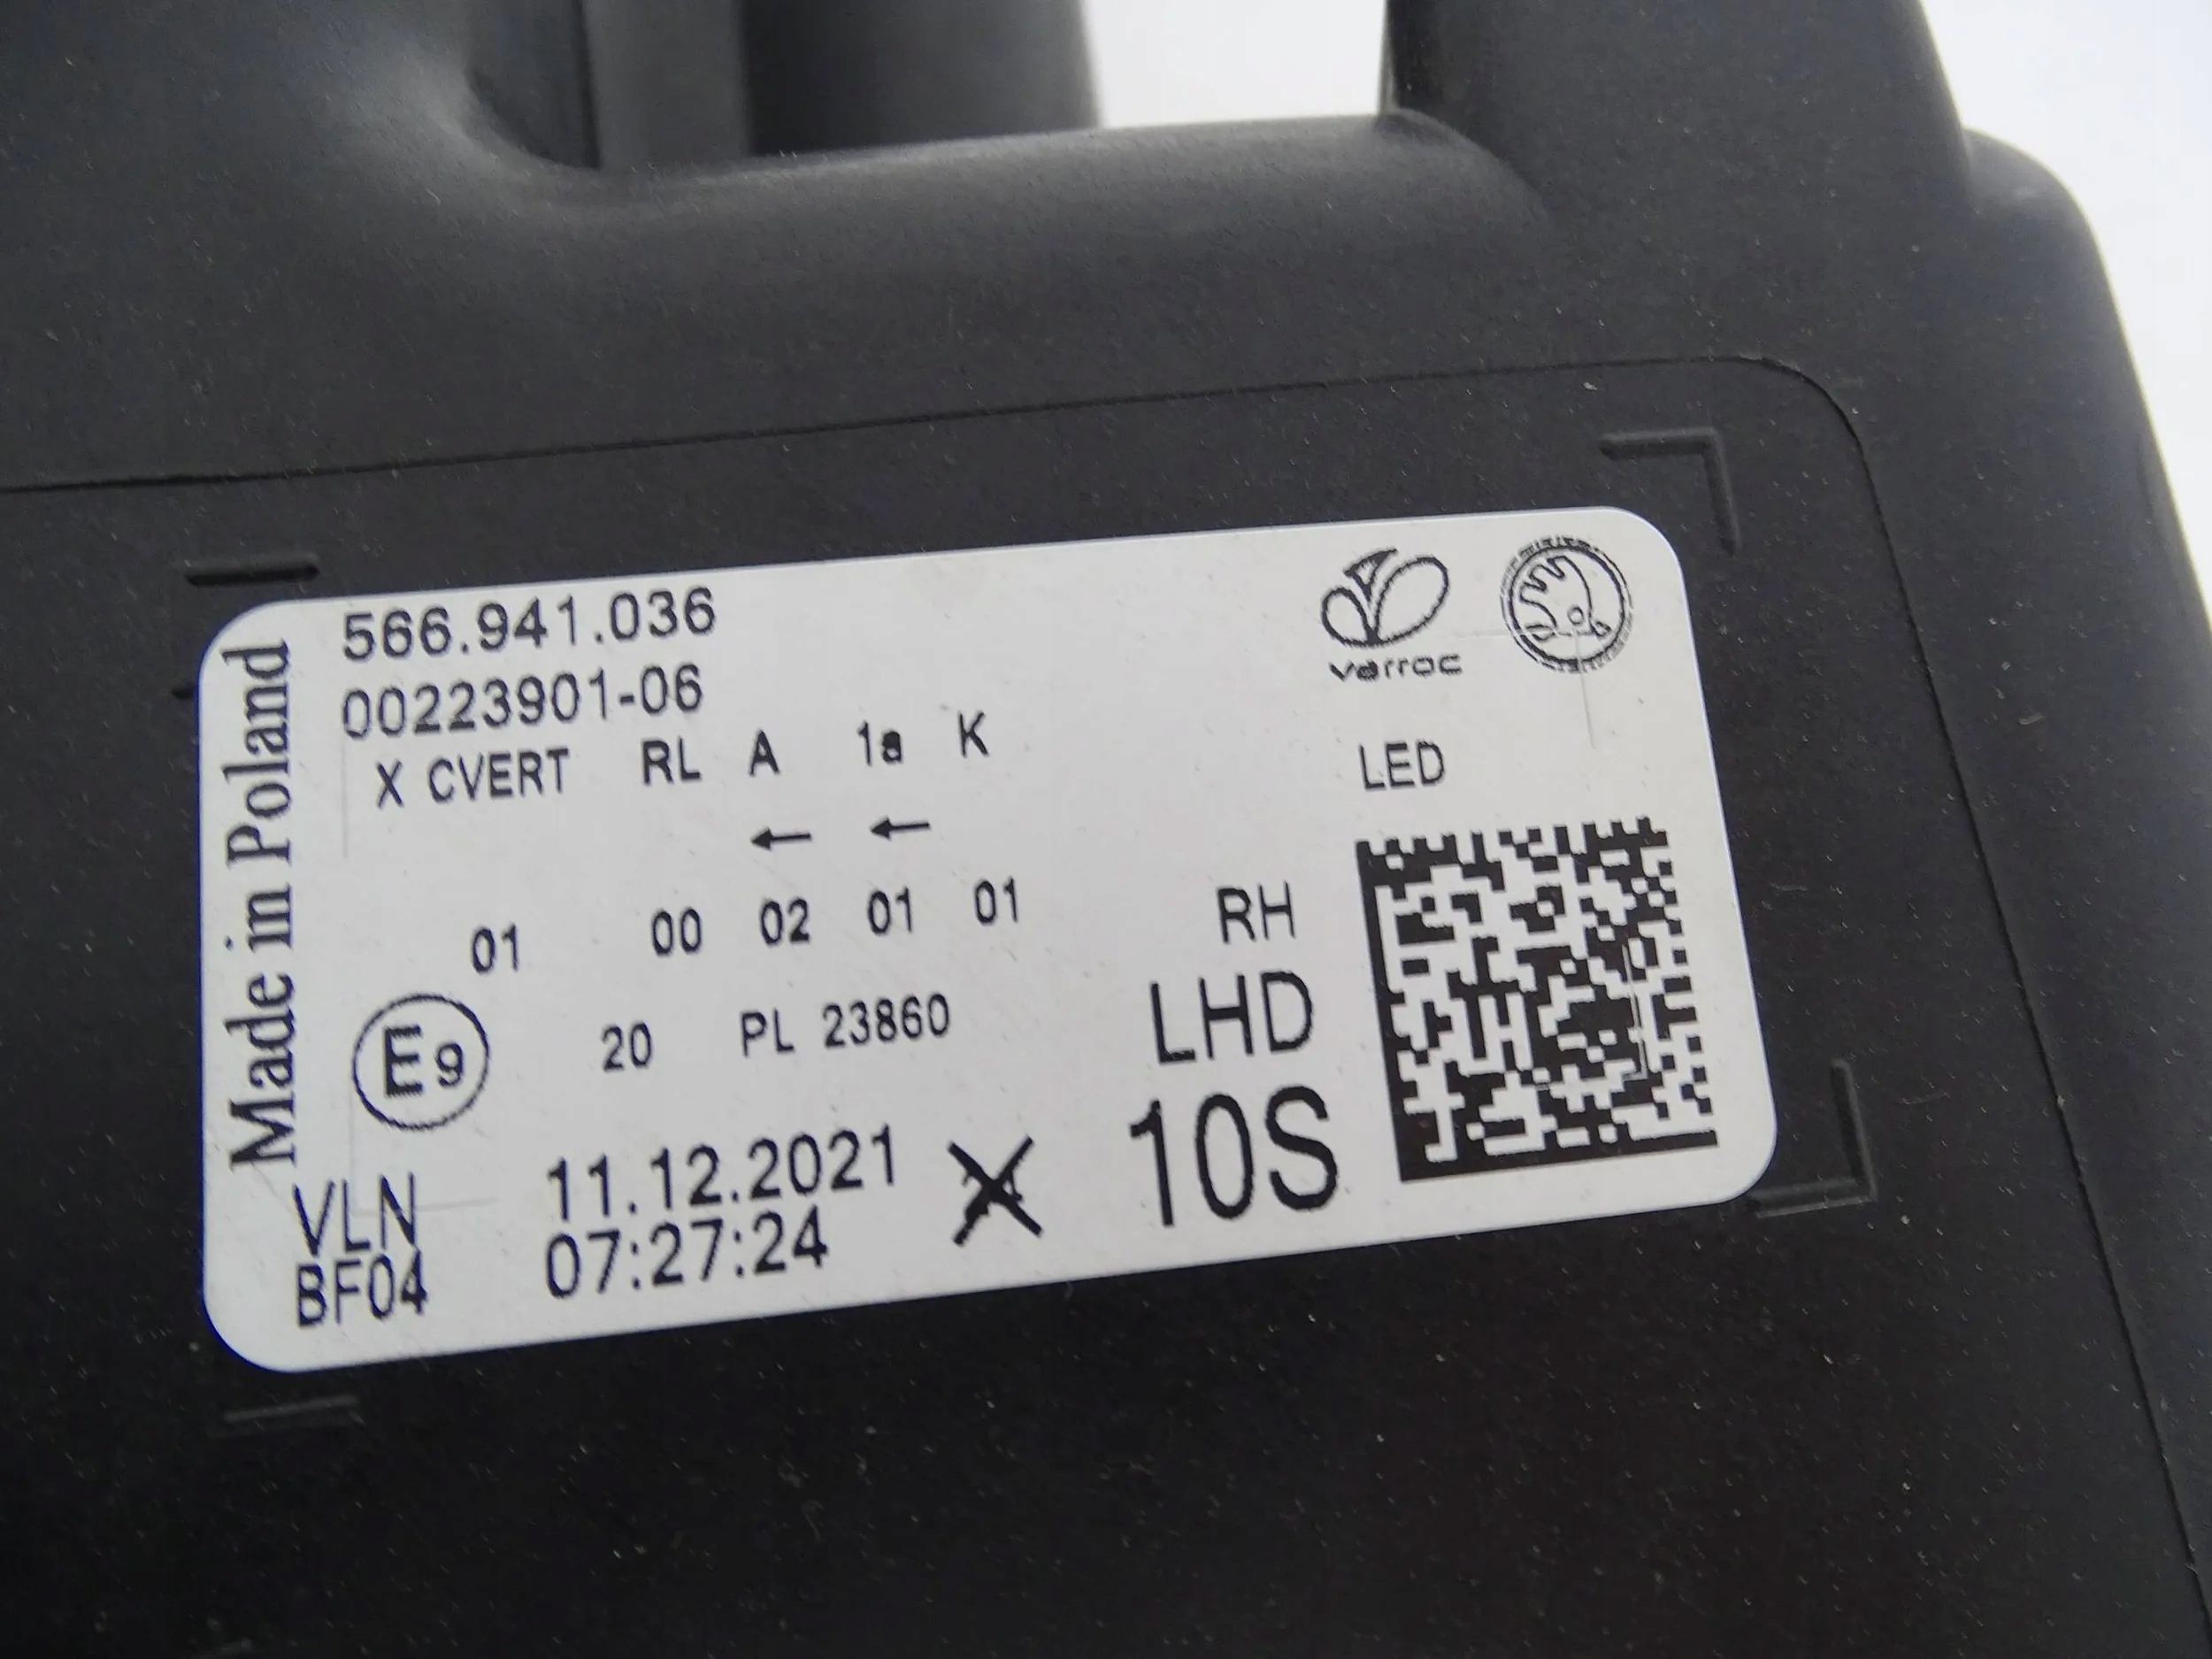 Made in Poland
566.941.036
00223901-06
varroc
X CVERT RL A 1a K
LED
← ←
01 00 02 01 01
RH
E9 20 PL 23860
LHD
VLN 11.12.2021
10S
BF04 07:27:24